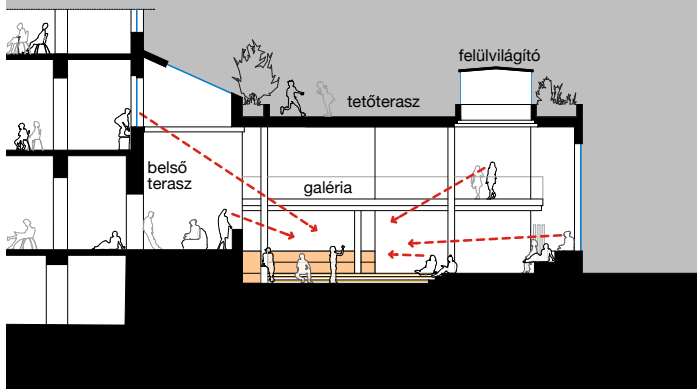 felülvilágító
tetőterasz
belső
terasz
galéria